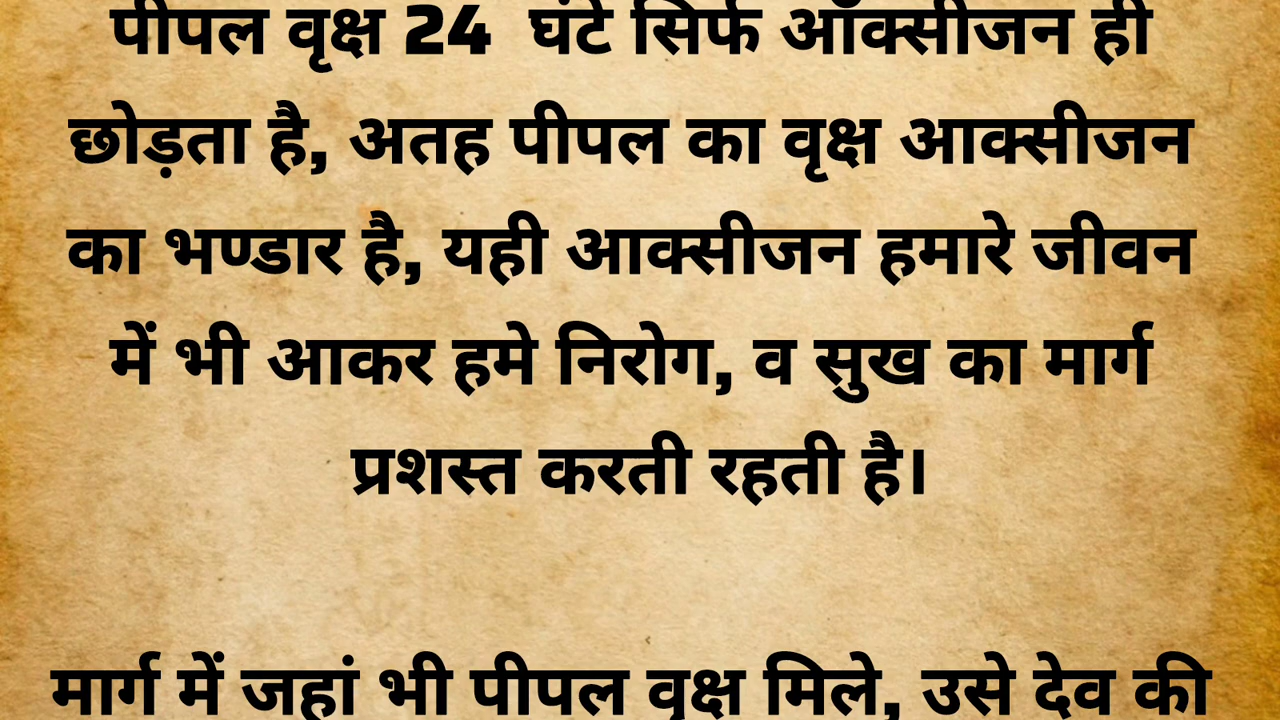 पीपल वृक्ष 24 घंटे सिर्फ ऑक्सीजन ही
छोड़ता है, अतह पीपल का वृक्ष आक्सीजन
का भण्डार है, यही आक्सीजन हमारे जीवन
में भी आकर हमे निरोग, व सुख का मार्ग
प्रशस्त करती रहती है।
मार्ग में जहां भी पीपल वृक्ष मिले, उसे देव की